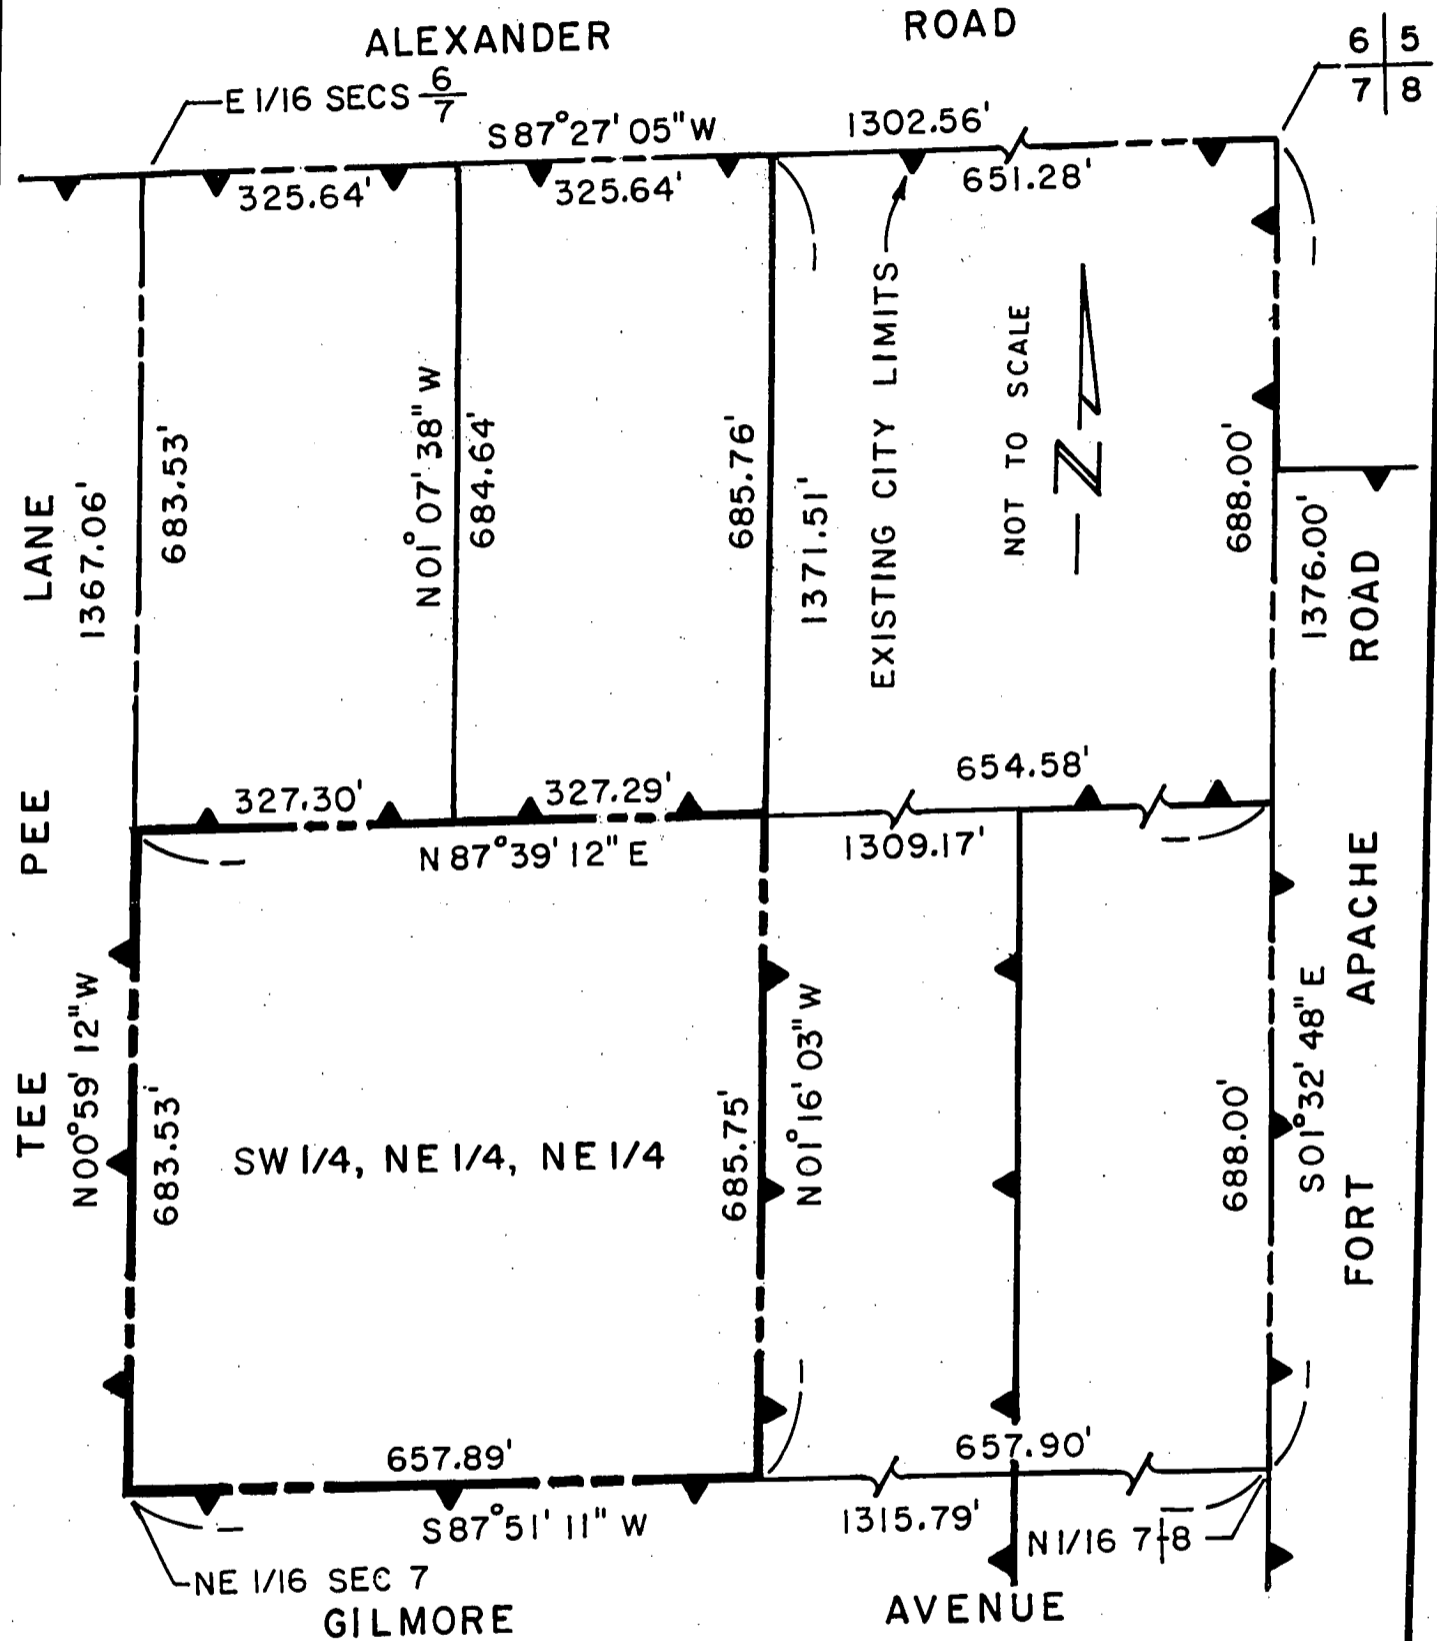 ALEXANDER ROAD
6 5
7 8
E 1/16 SECS 6/7
S 87° 27' 05" W
1302.56'
325.64'
325.64'
651.28'
EXISTING CITY LIMITS
NOT TO SCALE
N
LANE
1367.06'
683.53'
N01° 07' 38" W
684.64'
685.76'
1371.51'
688.00'
1376.00'
ROAD
PEE
327.30'
327.29'
654.58'
N 87° 39' 12" E
1309.17'
APACHE
TEE
N00° 59' 12" W
683.53'
SW 1/4, NE 1/4, NE 1/4
685.75'
N01° 16' 03" W
688.00'
S01° 32' 48" E
FORT
657.89'
657.90'
S87° 51' 11" W
1315.79'
N 1/16 7|8
NE 1/16 SEC 7
GILMORE AVENUE